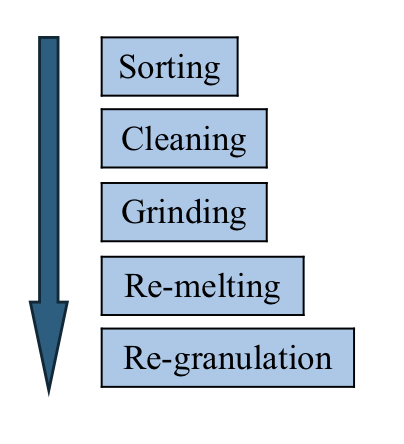 Sorting
Cleaning
Grinding
Re-melting
Re-granulation